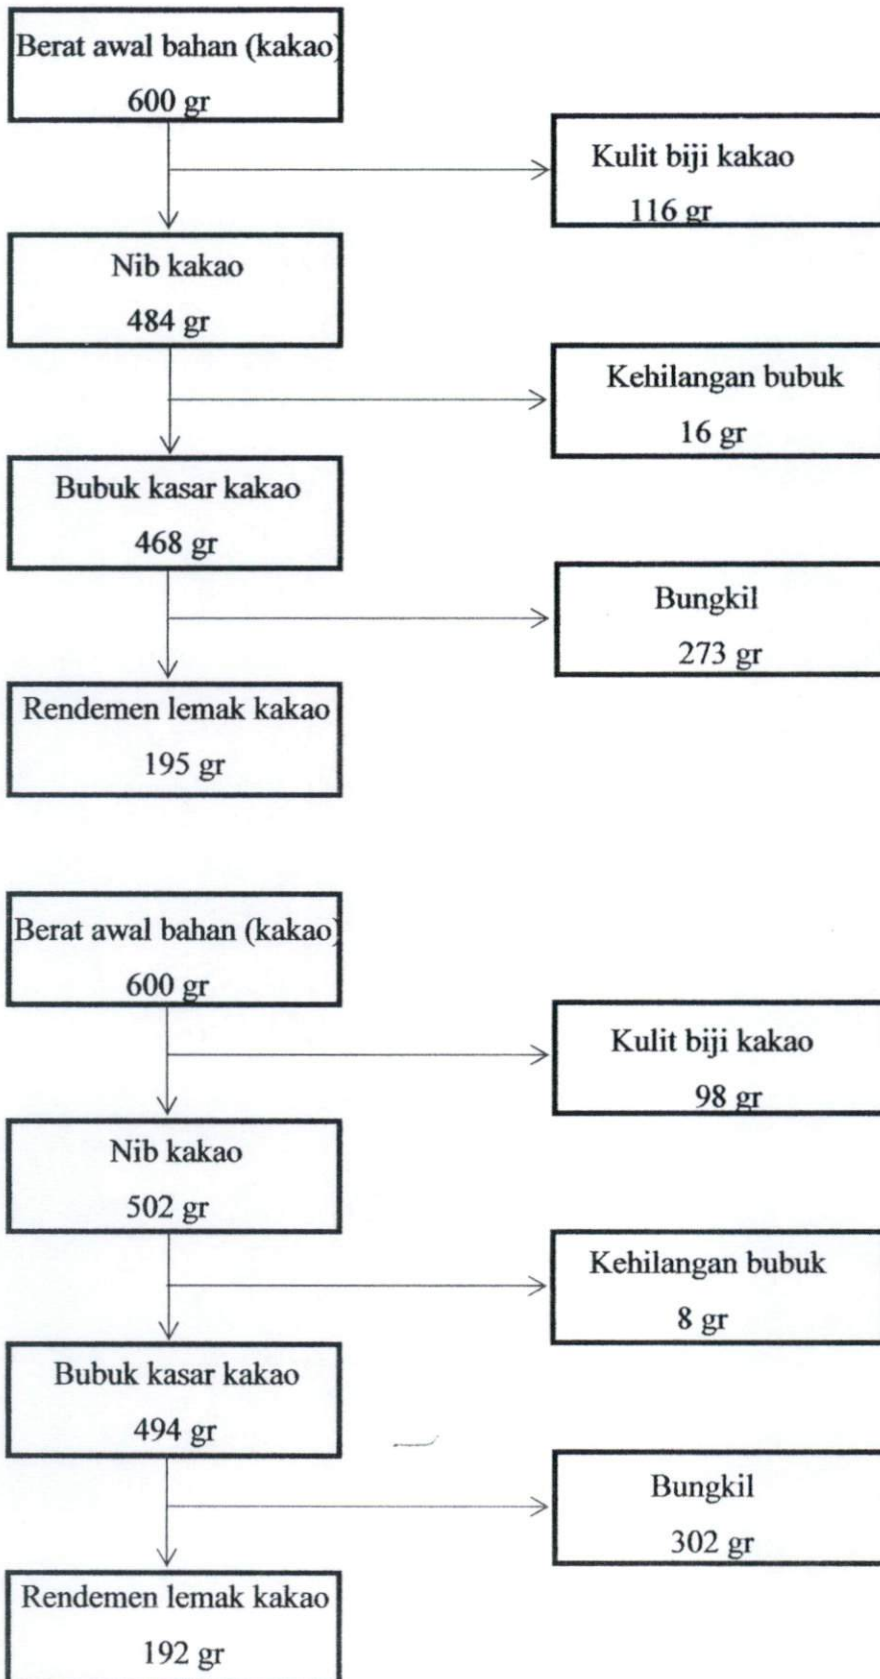 Berat awal bahan (kakao)
600 gr
Kulit biji kakao
116 gr
Nib kakao
484 gr
Kehilangan bubuk
16 gr
Bubuk kasar kakao
468 gr
Bungkil
273 gr
Rendemen lemak kakao
195 gr
Berat awal bahan (kakao)
600 gr
Kulit biji kakao
98 gr
Nib kakao
502 gr
Kehilangan bubuk
8 gr
Bubuk kasar kakao
494 gr
Bungkil
302 gr
Rendemen lemak kakao
192 gr